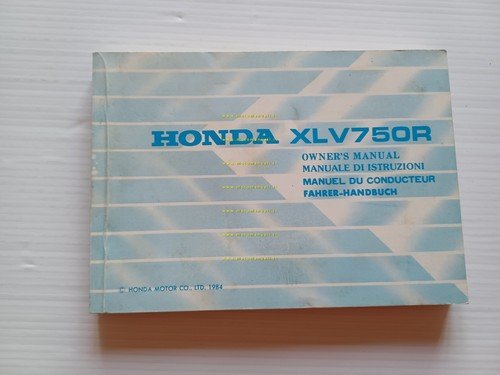 HONDA XLV750R
OWNER'S MANUAL
MANUALE DI ISTRUZIONI
MANUEL DU CONDUCTEUR
FAHRER-HANDBUCH
© HONDA MOTOR CO., LTD. 1984